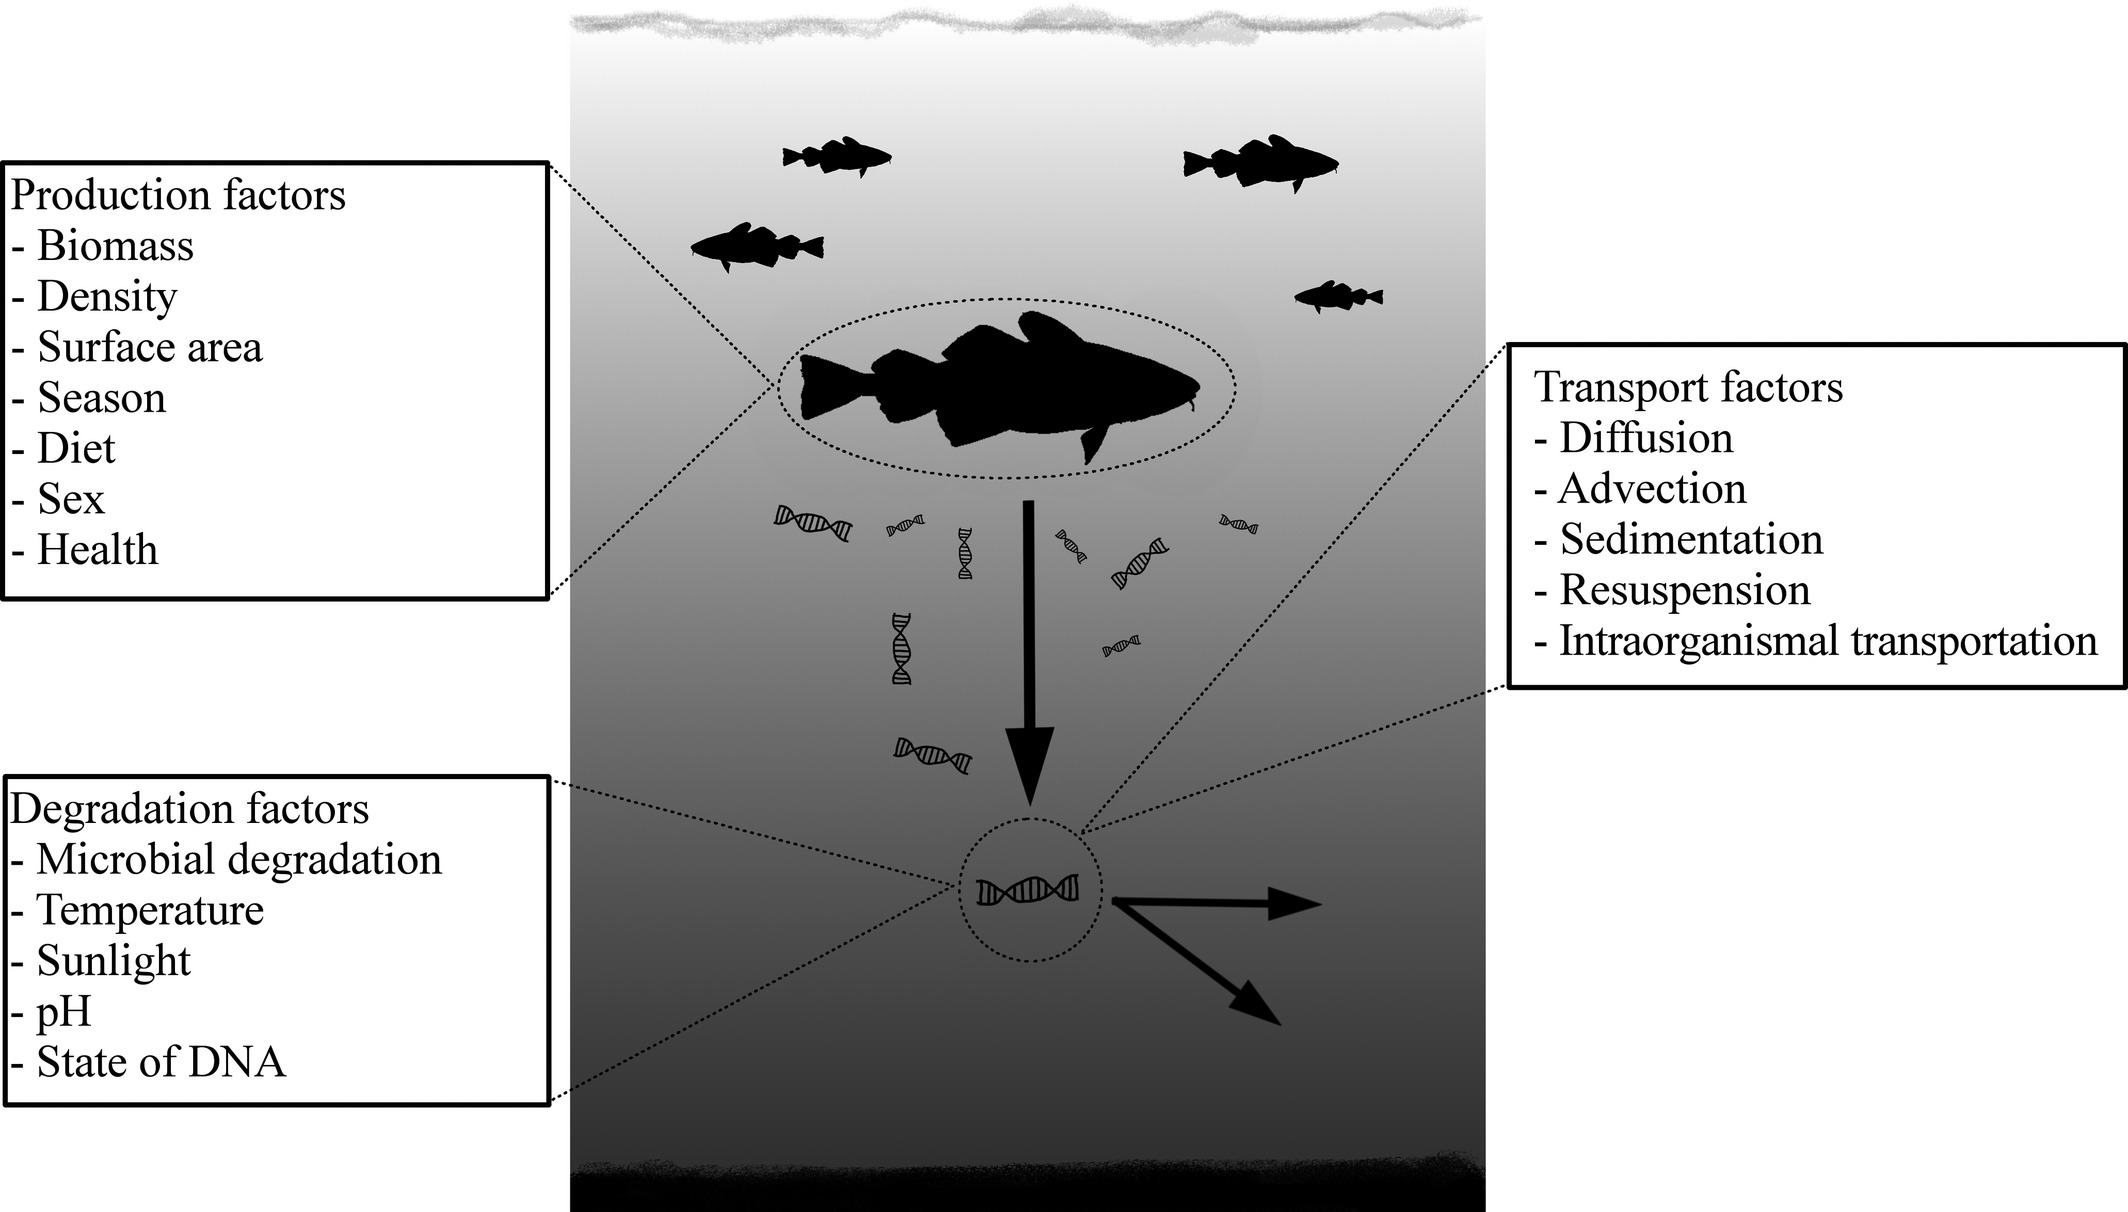 Production factors
- Biomass
- Density
- Surface area
- Season
- Diet
- Sex
- Health
Transport factors
- Diffusion
- Advection
- Sedimentation
- Resuspension
- Intraorganismal transportation
Degradation factors
- Microbial degradation
- Temperature
- Sunlight
- pH
- State of DNA